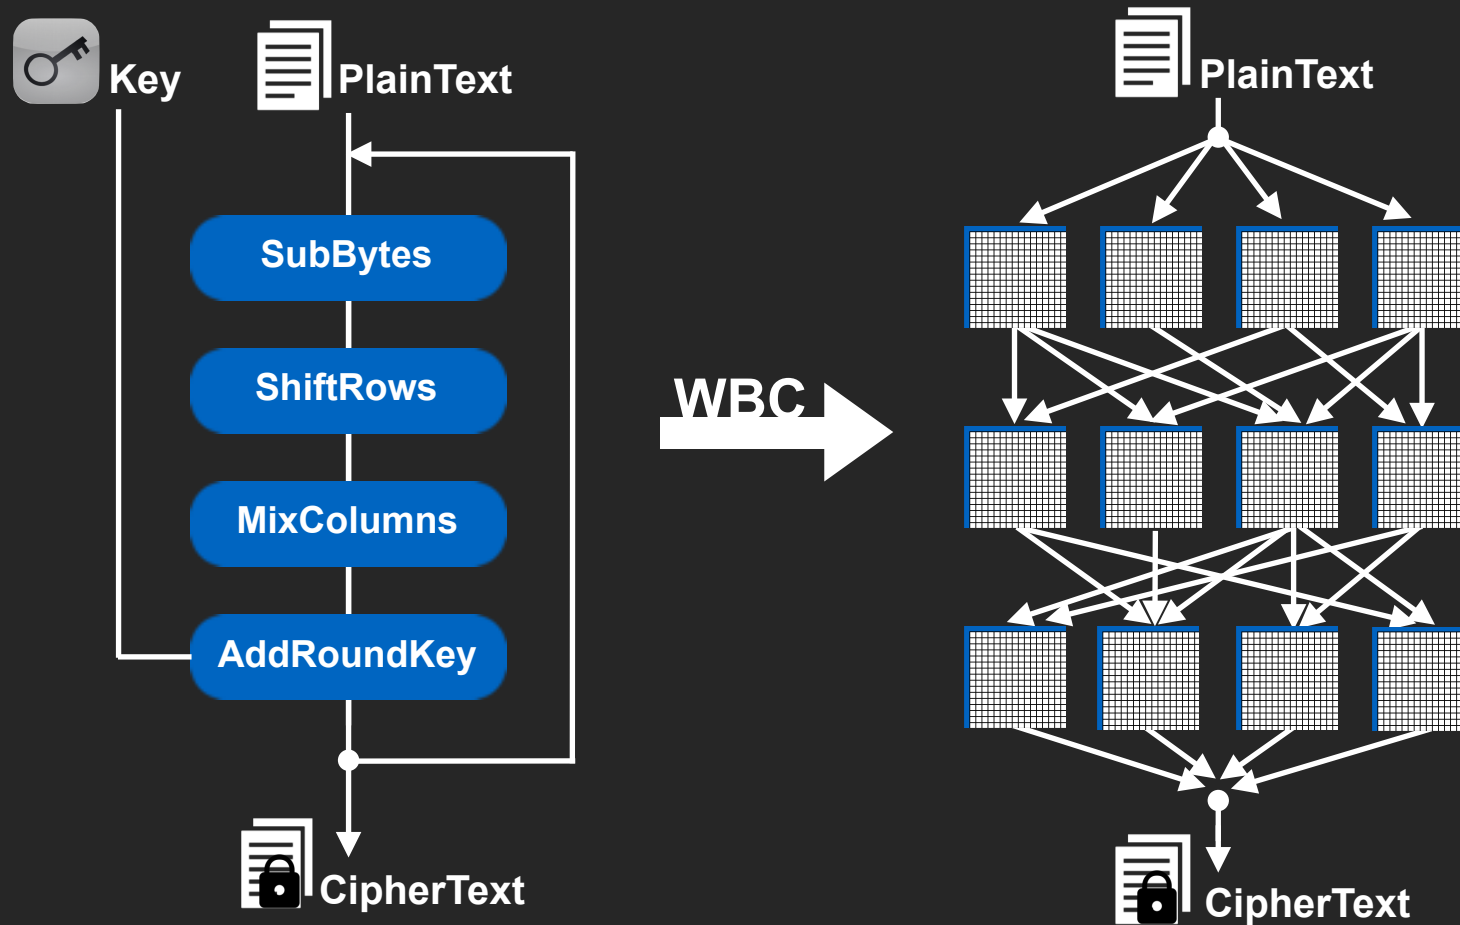 Key
PlainText
SubBytes
ShiftRows
MixColumns
AddRoundKey
CipherText
WBC
PlainText
CipherText